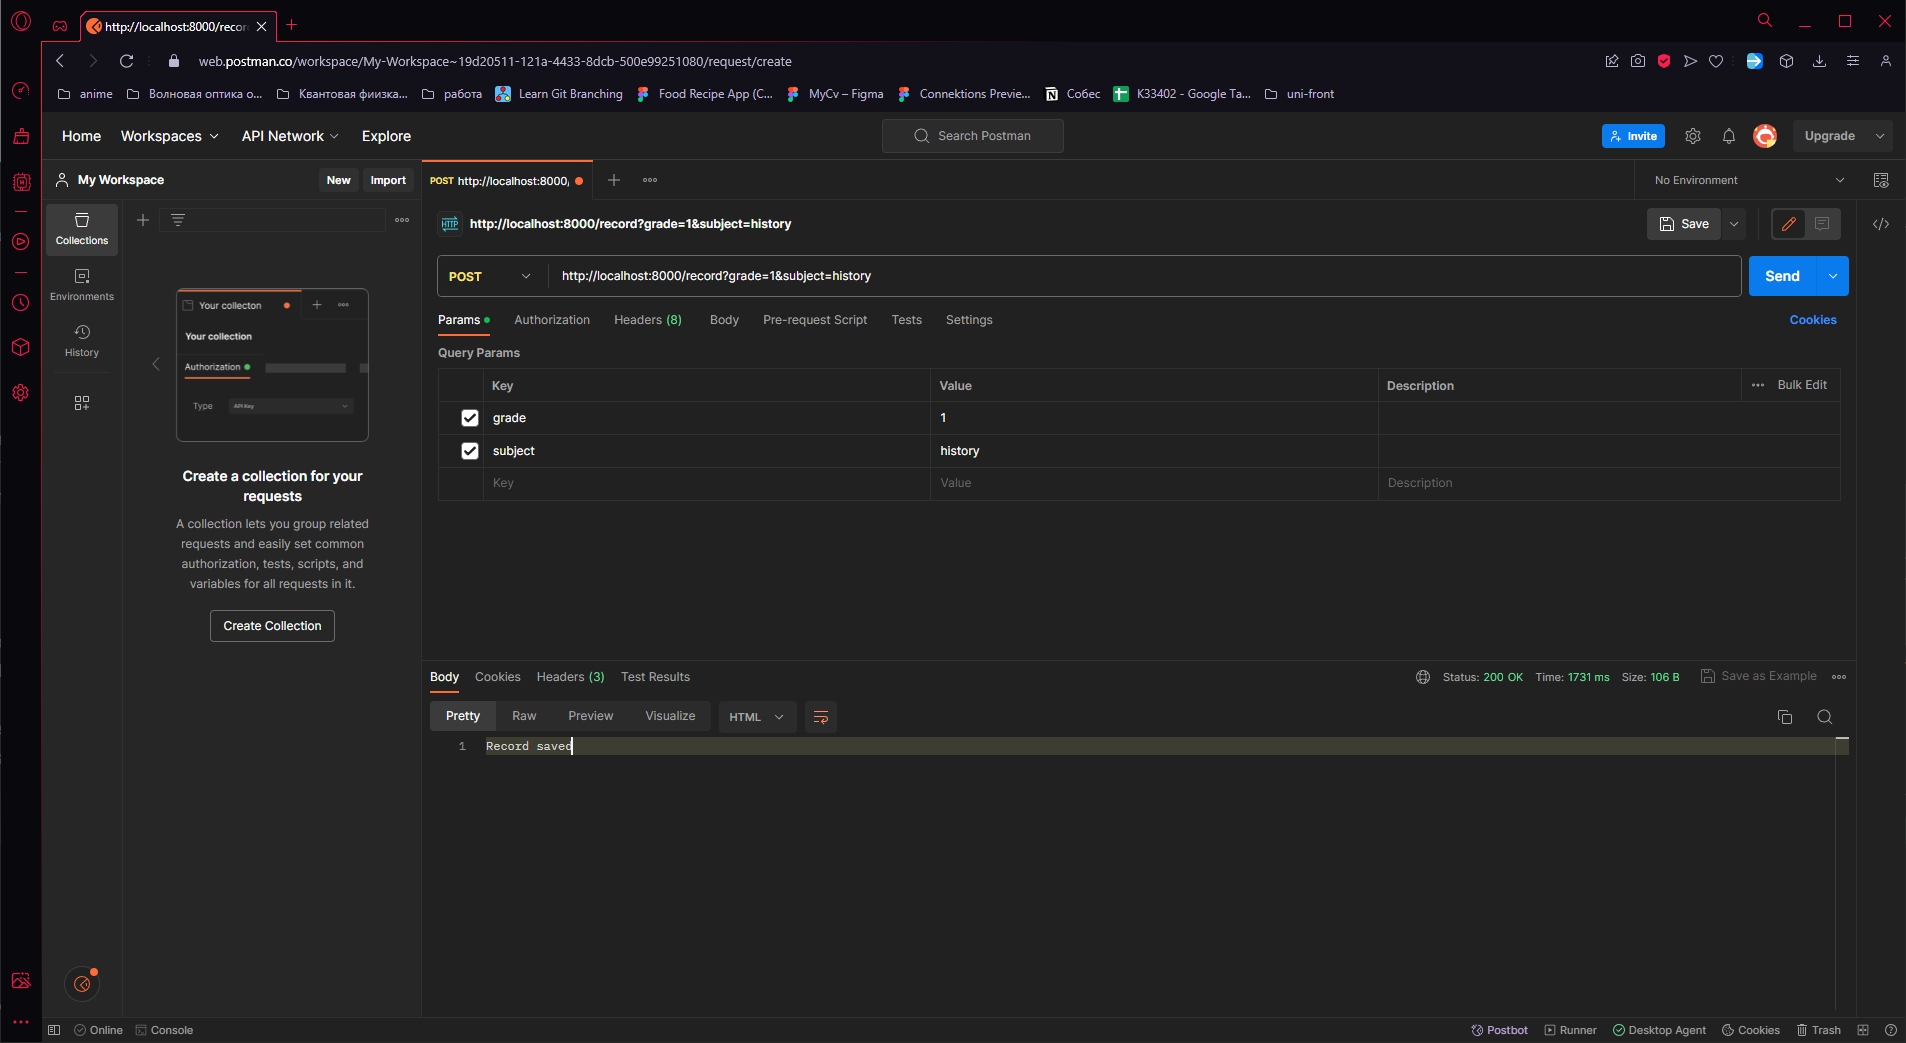 http://localhost:8000/recor
web.postman.co/workspace/My-Workspace~19d20511-121a-4433-8dcb-500e99251080/request/create
anime
Волновая оптика о...
Квантовая фиизка...
работа
Learn Git Branching
Food Recipe App (C...
MyCv – Figma
Connektions Previe...
Собес
K33402 - Google Ta...
uni-front
Home
Workspaces
API Network
Explore
Search Postman
Invite
Upgrade
My Workspace
New
Import
POST http://localhost:8000/
No Environment
Collections
Environments
History
HTTP http://localhost:8000/record?grade=1&subject=history
Save
POST
http://localhost:8000/record?grade=1&subject=history
Send
Params
Authorization
Headers (8)
Body
Pre-request Script
Tests
Settings
Cookies
Query Params
Key
Value
Description
Bulk Edit
grade
1
subject
history
Key
Value
Description
Your collecton
Your collection
Authorization
Type
API Key
Create a collection for your
requests
A collection lets you group related
requests and easily set common
authorization, tests, scripts, and
variables for all requests in it.
Create Collection
Body
Cookies
Headers (3)
Test Results
Status: 200 OK
Time: 1731 ms
Size: 106 B
Save as Example
Pretty
Raw
Preview
Visualize
HTML
1
Record saved
Online
Console
Postbot
Runner
Desktop Agent
Cookies
Trash